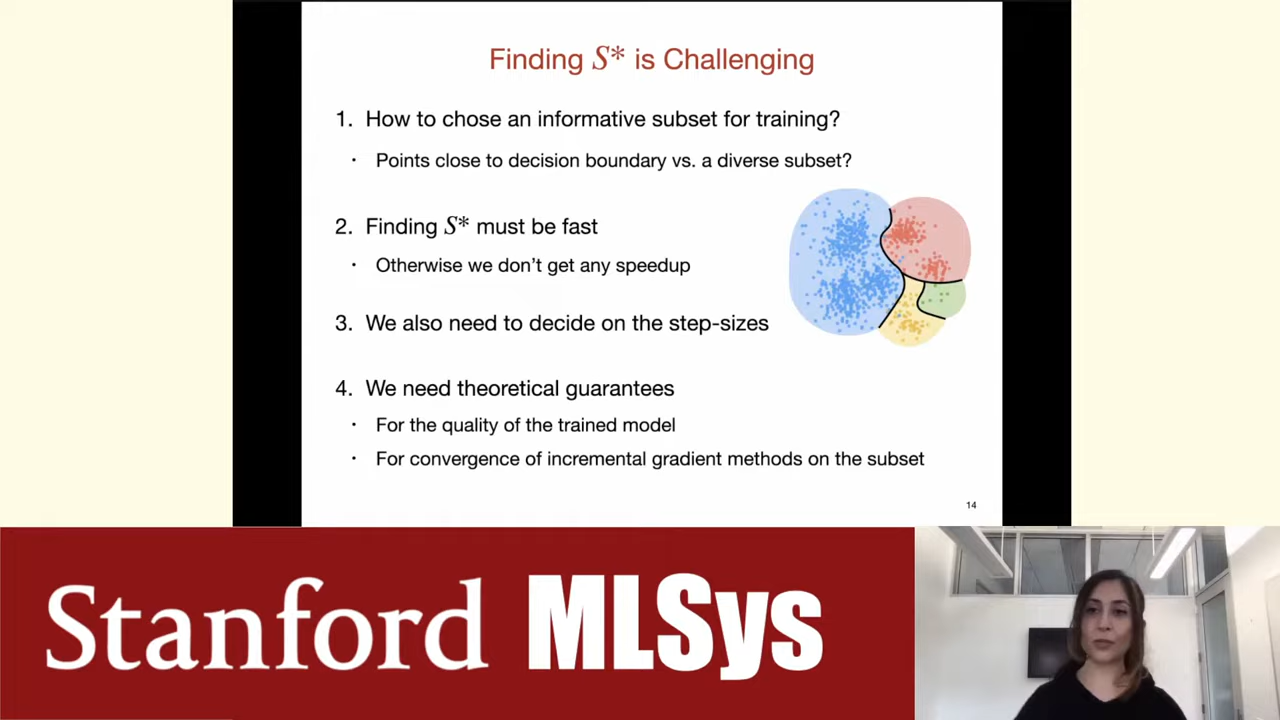 Finding S* is Challenging
1. How to chose an informative subset for training?
· Points close to decision boundary vs. a diverse subset?
2. Finding S* must be fast
· Otherwise we don't get any speedup
3. We also need to decide on the step-sizes
4. We need theoretical guarantees
· For the quality of the trained model
· For convergence of incremental gradient methods on the subset
14
Stanford MLSys